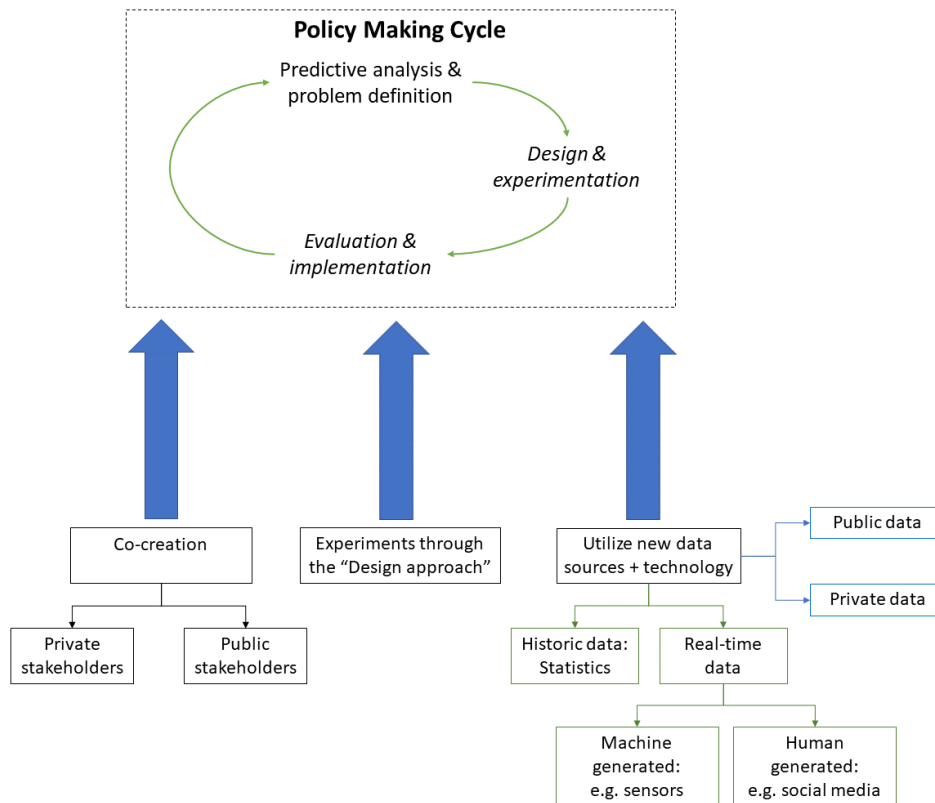 Policy Making Cycle
Predictive analysis &
problem definition
Design &
experimentation
Evaluation &
implementation
Co-creation
Experiments through
the “Design approach”
Utilize new data
sources + technology
Public data
Private data
Private
stakeholders
Public
stakeholders
Historic data:
Statistics
Real-time
data
Machine
generated:
e.g. sensors
Human
generated:
e.g. social media